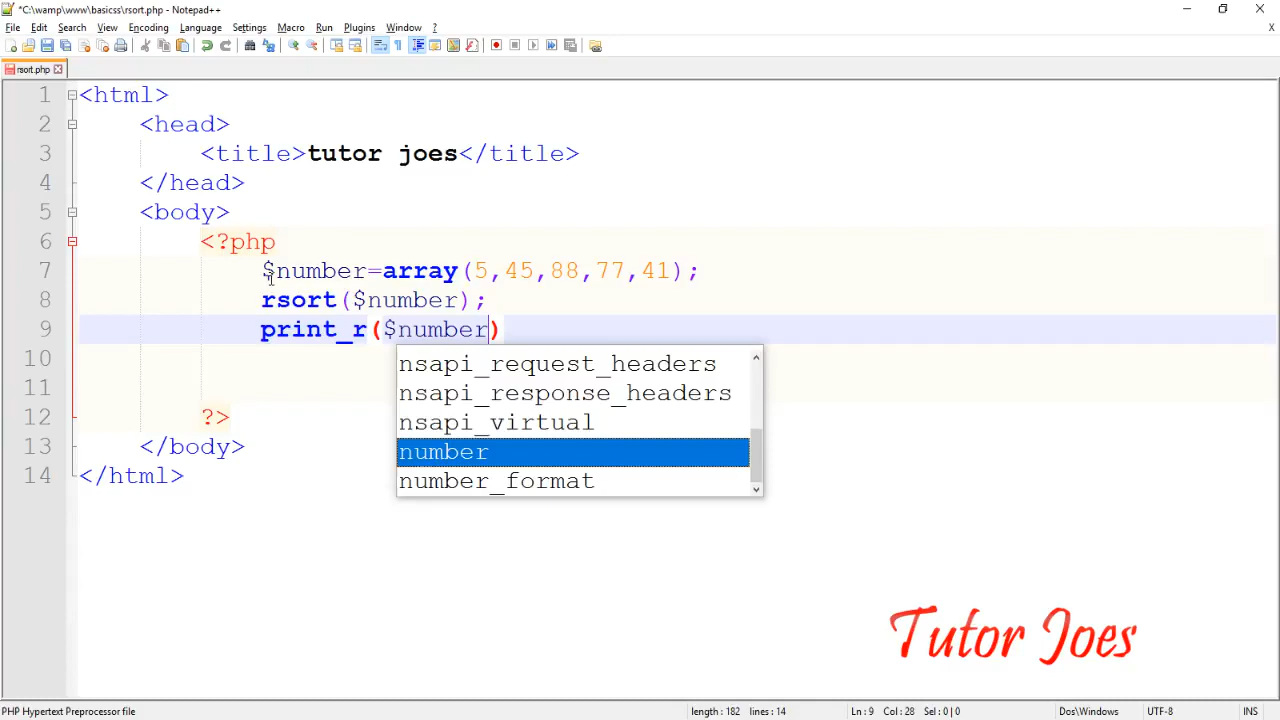 *C:\wamp\www\basicss\rsort.php - Notepad++
File Edit Search View Encoding Language Settings Macro Run Plugins Window ? X
rsort.php
1 <html>
2 <head>
3 <title>tutor joes</title>
4 </head>
5 <body>
6 <?php
7 $number=array(5,45,88,77,41);
8 rsort($number);
9 print_r($number)
nsapi_request_headers
nsapi_response_headers
nsapi_virtual
number
number_format
10
11
12 ?>
13 </body>
14 </html>
Tutor Joes
PHP Hypertext Preprocessor file length : 182 lines : 14 Ln : 9 Col : 28 Sel : 0 | 0 Dos\Windows UTF-8 INS